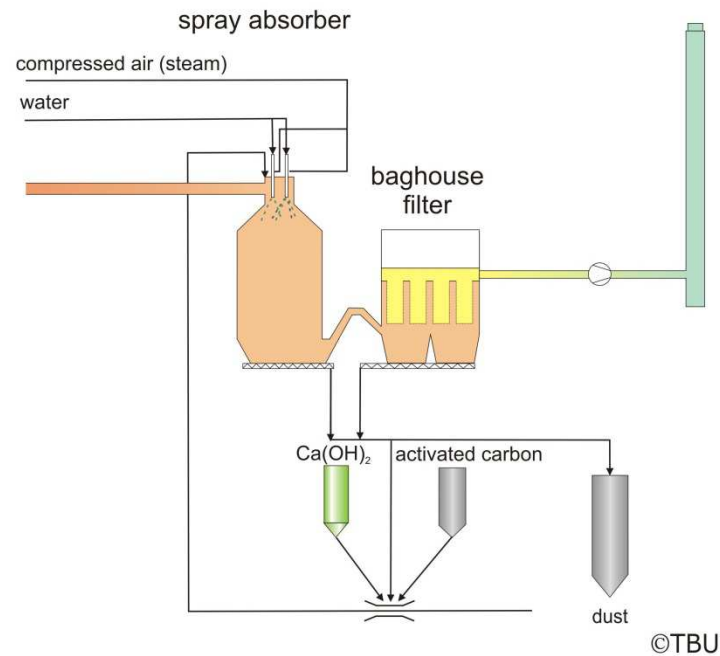 spray absorber
compressed air (steam)
water
baghouse
filter
Ca(OH)₂
activated carbon
dust
©TBU